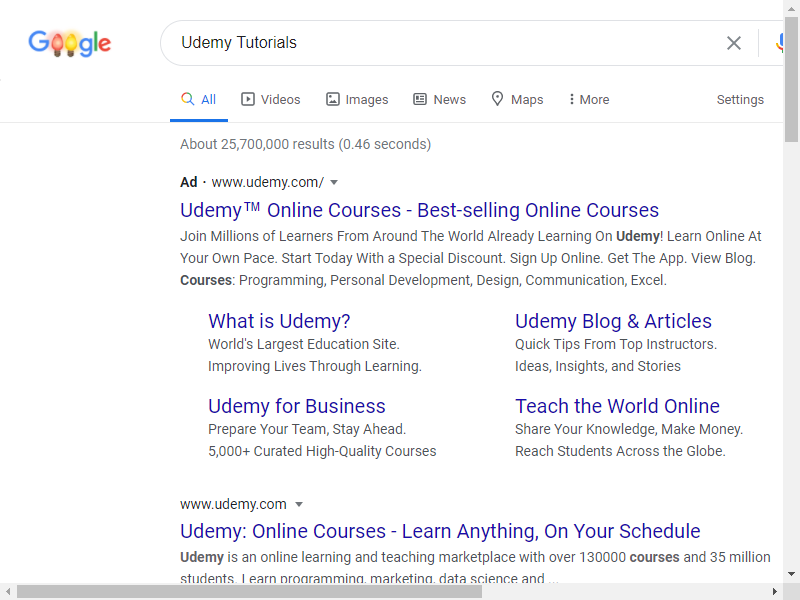 Google
Udemy Tutorials
All Videos Images News Maps More Settings
About 25,700,000 results (0.46 seconds)
Ad · www.udemy.com/
Udemy™ Online Courses - Best-selling Online Courses
Join Millions of Learners From Around The World Already Learning On Udemy! Learn Online At
Your Own Pace. Start Today With a Special Discount. Sign Up Online. Get The App. View Blog.
Courses: Programming, Personal Development, Design, Communication, Excel.
What is Udemy?
World's Largest Education Site.
Improving Lives Through Learning.
Udemy Blog & Articles
Quick Tips From Top Instructors.
Ideas, Insights, and Stories
Udemy for Business
Prepare Your Team, Stay Ahead.
5,000+ Curated High-Quality Courses
Teach the World Online
Share Your Knowledge, Make Money.
Reach Students Across the Globe.
www.udemy.com
Udemy: Online Courses - Learn Anything, On Your Schedule
Udemy is an online learning and teaching marketplace with over 130000 courses and 35 million
students. Learn programming, marketing, data science and ...